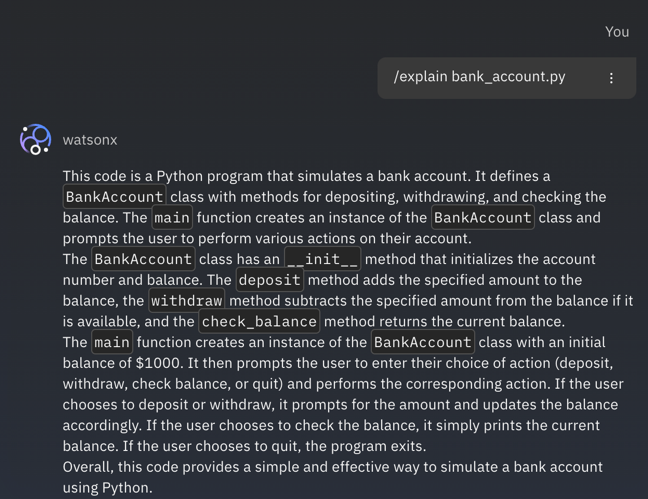 You
/explain bank_account.py
watsonx
This code is a Python program that simulates a bank account. It defines a
BankAccount class with methods for depositing, withdrawing, and checking the
balance. The main function creates an instance of the BankAccount class and
prompts the user to perform various actions on their account.
The BankAccount class has an __init__ method that initializes the account
number and balance. The deposit method adds the specified amount to the
balance, the withdraw method subtracts the specified amount from the balance if it
is available, and the check_balance method returns the current balance.
The main function creates an instance of the BankAccount class with an initial
balance of $1000. It then prompts the user to enter their choice of action (deposit,
withdraw, check balance, or quit) and performs the corresponding action. If the user
chooses to deposit or withdraw, it prompts for the amount and updates the balance
accordingly. If the user chooses to check the balance, it simply prints the current
balance. If the user chooses to quit, the program exits.
Overall, this code provides a simple and effective way to simulate a bank account
using Python.